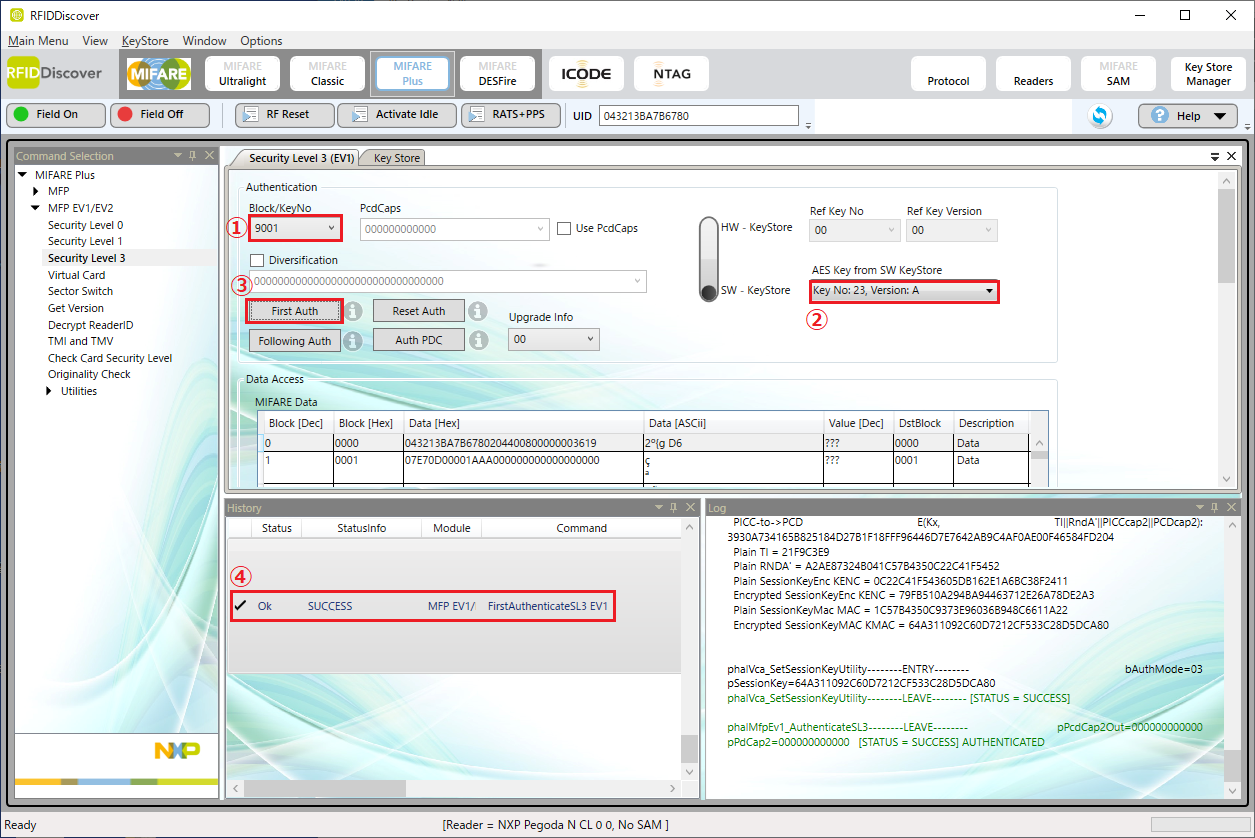 RFIDDiscover
Main Menu View KeyStore Window Options
RFIDDiscover
MIFARE
MIFARE Ultralight
MIFARE Classic
MIFARE Plus
MIFARE DESFire
ICODE
NTAG
Protocol
Readers
MIFARE SAM
Key Store Manager
Field On Field Off RF Reset Activate Idle RATS+PPS UID 043213BA7B6780 Help
Command Selection
MIFARE Plus
MFP
MFP EV1/EV2
Security Level 0
Security Level 1
Security Level 3
Virtual Card
Sector Switch
Get Version
Decrypt ReaderID
TMI and TMV
Check Card Security Level
Originality Check
Utilities
NXP
Security Level 3 (EV1) Key Store
Authentication
Block/KeyNo PcdCaps
① 9001 000000000000 Use PcdCaps
Diversification
③ 00000000000000000000000000000000
First Auth Reset Auth
Following Auth Auth PDC
Upgrade Info
00
HW - KeyStore
SW - KeyStore
Ref Key No Ref Key Version
00 00
AES Key from SW KeyStore
Key No: 23, Version: A
②
Data Access
MIFARE Data
Block [Dec] Block [Hex] Data [Hex] Data [ASCii] Value [Dec] DstBlock Description
0 0000 043213BA7B6780204400800000003619 2º{g D6 ??? 0000 Data
1 0001 07E70D00001AAA000000000000000000 ç ??? 0001 Data
ª
History
Status StatusInfo Module Command
④
Ok SUCCESS MFP EV1/ FirstAuthenticateSL3 EV1
Log
PICC-to->PCD E(Kx, TI||RndA'||PICCcap2||PCDcap2):
3930A734165B825184D27B1F18FFF96446D7E7642AB9C4AF0AE00F46584FD204
Plain TI = 21F9C3E9
Plain RNDA' = A2AE87324B041C57B4350C22C41F5452
Plain SessionKeyEnc KENC = 0C22C41F543605DB162E1A6BC38F2411
Encrypted SessionKeyEnc KENC = 79FB510A294BA94463712E26A78DE2A3
Plain SessionKeyMac MAC = 1C57B4350C9373E96036B948C6611A22
Encrypted SessionKeyMAC KMAC = 64A311092C60D7212CF533C28D5DCA80
phalVca_SetSessionKeyUtility--------ENTRY-------- bAuthMode=03
pSessionKey=64A311092C60D7212CF533C28D5DCA80
phalVca_SetSessionKeyUtility--------LEAVE-------- [STATUS = SUCCESS]
phalMfpEv1_AuthenticateSL3--------LEAVE-------- pPcdCap2Out=000000000000
pPdCap2=000000000000 [STATUS = SUCCESS] AUTHENTICATED
Ready [Reader = NXP Pegoda N CL 0 0, No SAM ]